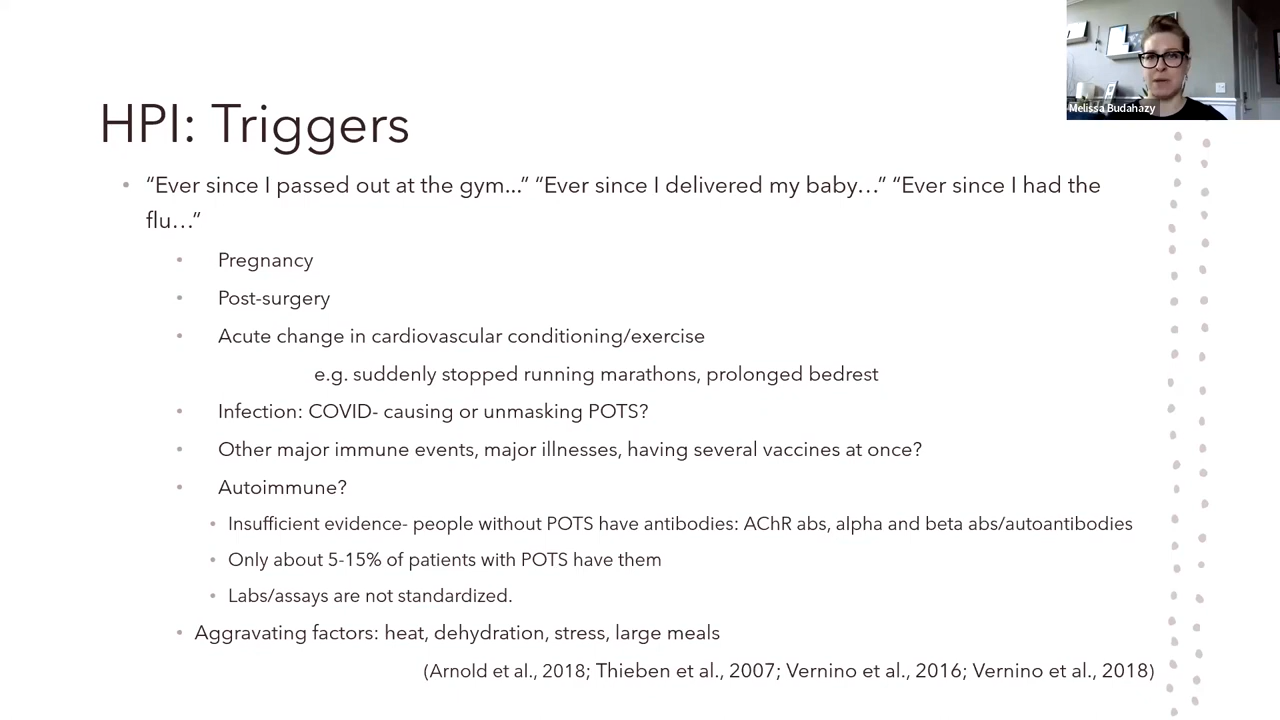 Melissa Budahazy
HPI: Triggers
• “Ever since I passed out at the gym...” “Ever since I delivered my baby…” “Ever since I had the
flu…”
• Pregnancy
• Post-surgery
• Acute change in cardiovascular conditioning/exercise
e.g. suddenly stopped running marathons, prolonged bedrest
• Infection: COVID- causing or unmasking POTS?
• Other major immune events, major illnesses, having several vaccines at once?
• Autoimmune?
• Insufficient evidence- people without POTS have antibodies: AChR abs, alpha and beta abs/autoantibodies
• Only about 5-15% of patients with POTS have them
• Labs/assays are not standardized.
• Aggravating factors: heat, dehydration, stress, large meals
(Arnold et al., 2018; Thieben et al., 2007; Vernino et al., 2016; Vernino et al., 2018)